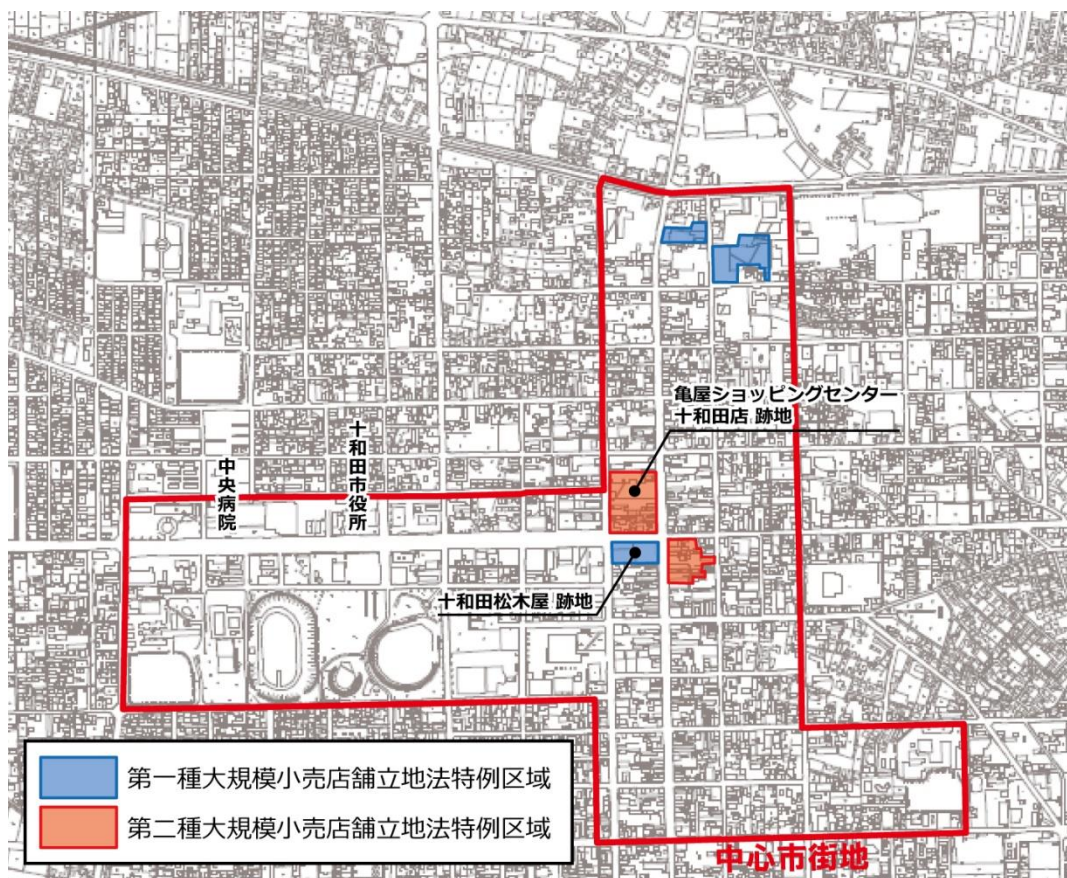 亀屋ショッピングセンター
十和田店 跡地
十和田市役所
中央病院
十和田松木屋 跡地
第一種大規模小売店舗立地法特例区域
第二種大規模小売店舗立地法特例区域
中心市街地